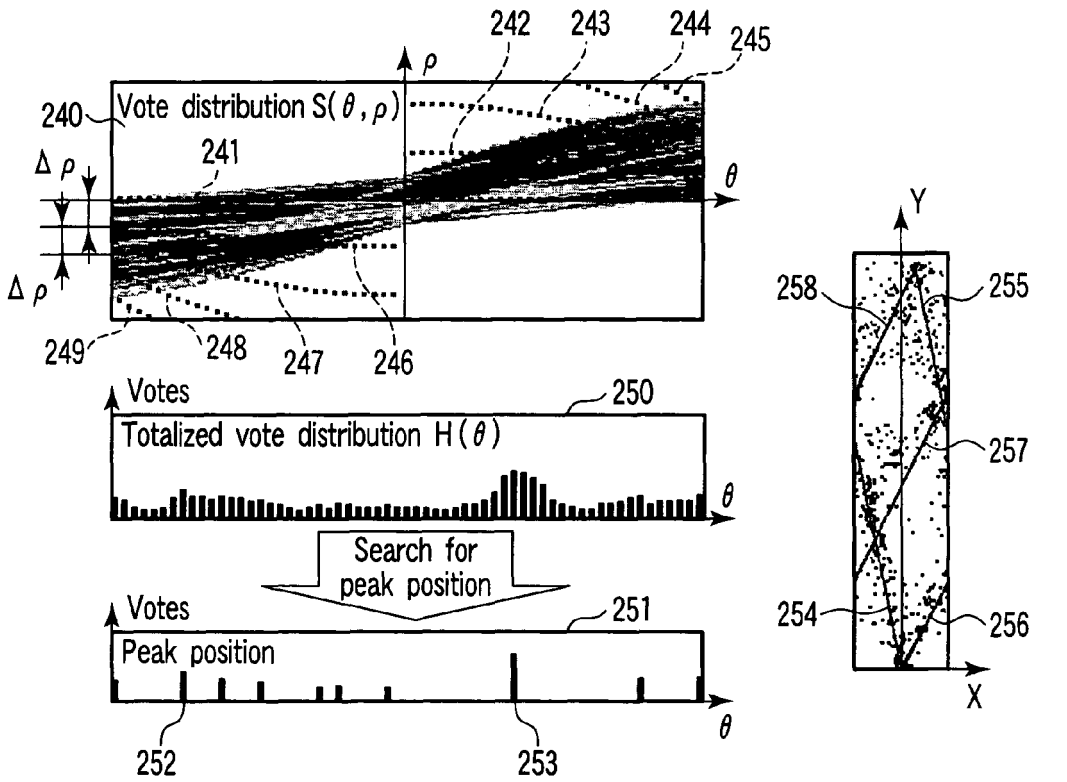 242
243
244
245
ρ
240
Vote distribution S(θ,ρ)
241
Δρ
θ
Δρ
249
248
247
246
Votes
250
Totalized vote distribution H(θ)
θ
Search for
peak position
Votes
251
Peak position
θ
252
253
Y
258
255
257
254
256
X